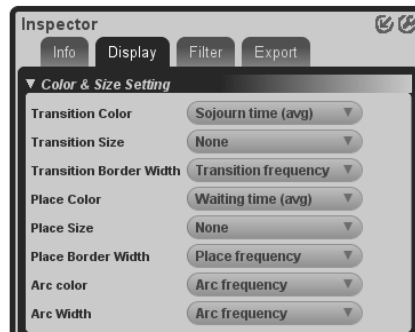 Inspector
Info Display Filter Export
▼ Color & Size Setting
Transition Color Sojourn time (avg)
Transition Size None
Transition Border Width Transition frequency
Place Color Waiting time (avg)
Place Size None
Place Border Width Place frequency
Arc color Arc frequency
Arc Width Arc frequency